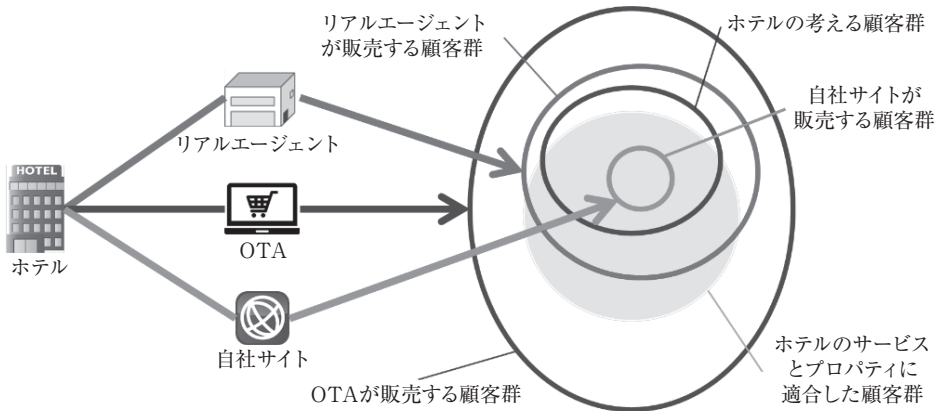 リアルエージェント
が販売する顧客群
ホテルの考える顧客群
自社サイトが
販売する顧客群
リアルエージェント
HOTEL
ホテル
OTA
自社サイト
OTAが販売する顧客群
ホテルのサービス
とプロパティに
適合した顧客群